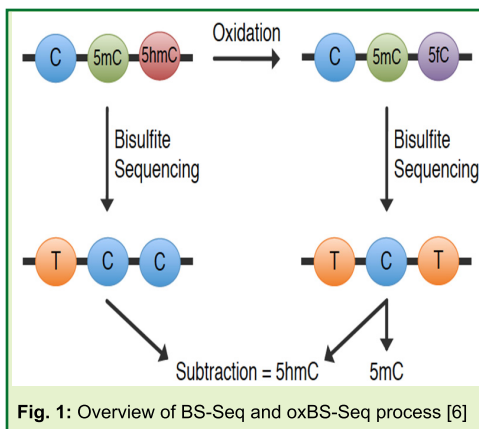 Oxidation
C 5mC 5hmC C 5mC 5fC
Bisulfite Bisulfite
Sequencing Sequencing
T C C T C T
Subtraction = 5hmC 5mC
Fig. 1: Overview of BS-Seq and oxBS-Seq process [6]